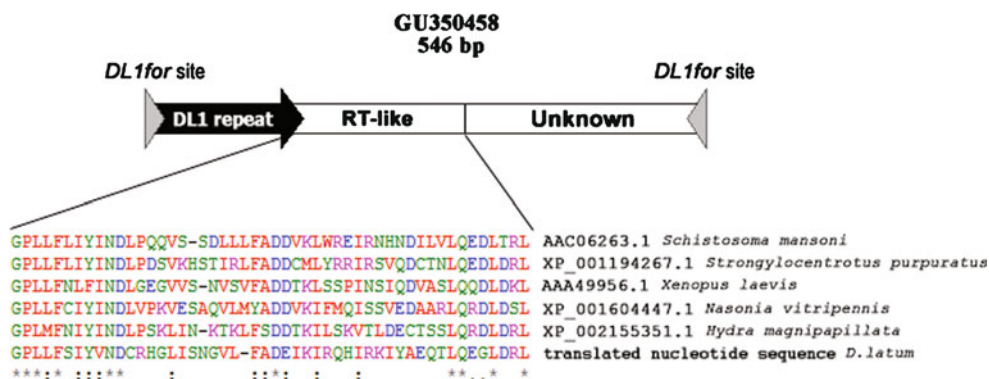 GU350458
546 bp
DL1for site
DL1for site
DL1 repeat
RT-like
Unknown
GPLLFLIYINDLPQQVS-SDLLLFADDVKLWREIRNHNDILVLQEDLTRL AAC06263.1 Schistosoma mansoni
GPLLFLIYINDLPDSVKHSTIRLFADDCMLYRRIRSVQDCTNLQEDLDRL XP_001194267.1 Strongylocentrotus purpuratus
GPLLFNLFINDLGEGVVS-NVSVFADDTKLSSPINSIQDVASLQQDLDKL AAA49956.1 Xenopus laevis
GPLLFCIYINDLVPKVESAQVLMYADDVKIFMQISSVEDAARLQRDLDSL XP_001604447.1 Nasonia vitripennis
GPLMFNIYINDLPSKLIN-KTKLFSDDTKILSKVTLDECTSSLQRDLDRL XP_002155351.1 Hydra magnipapillata
GPLLFSIYVNDCRHGLISNGVL-FADEIKIRQHIRKIYAEQTLQEGLDRL translated nucleotide sequence D.latum
***:* :::** : ::*: : : ** ..* *